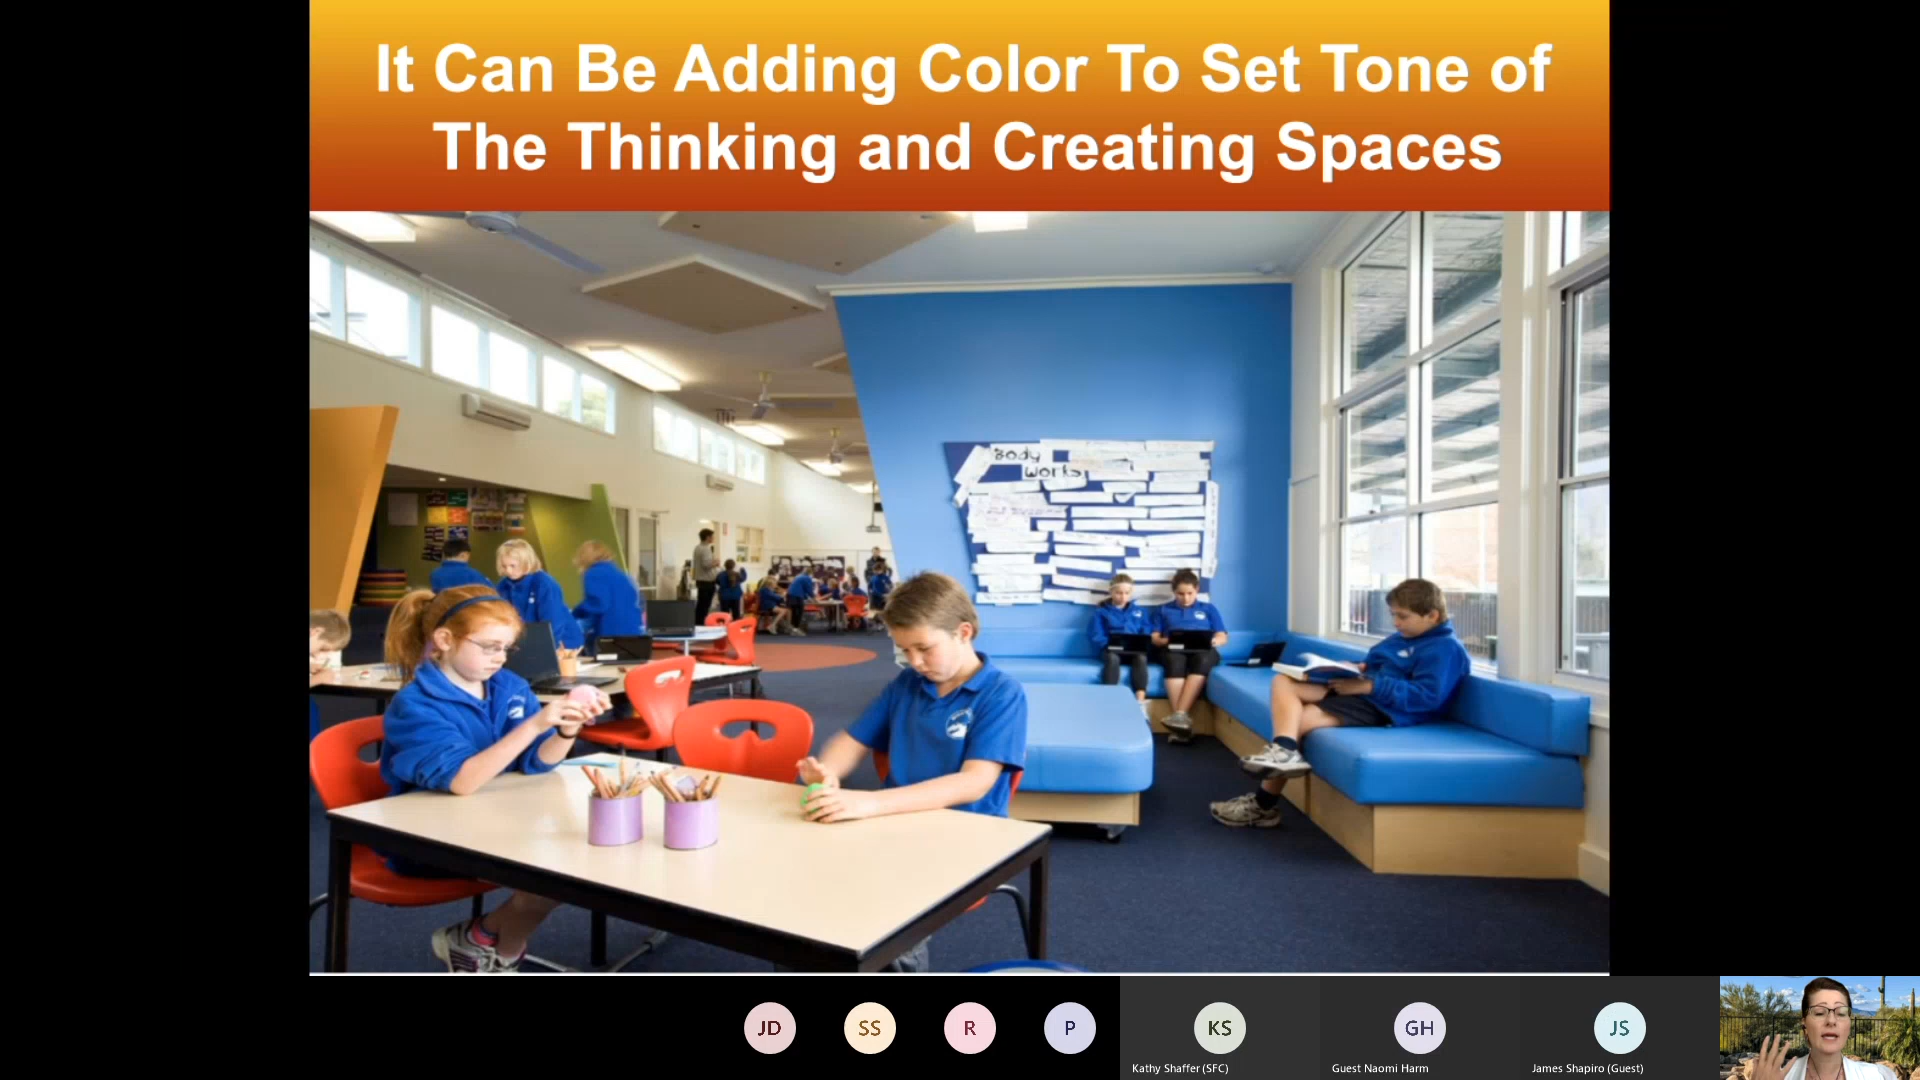 It Can Be Adding Color To Set Tone of
The Thinking and Creating Spaces
Body
Works
JD
SS
R
P
KS
GH
JS
Kathy Shaffer (SFC)
Guest Naomi Harm
James Shapiro (Guest)